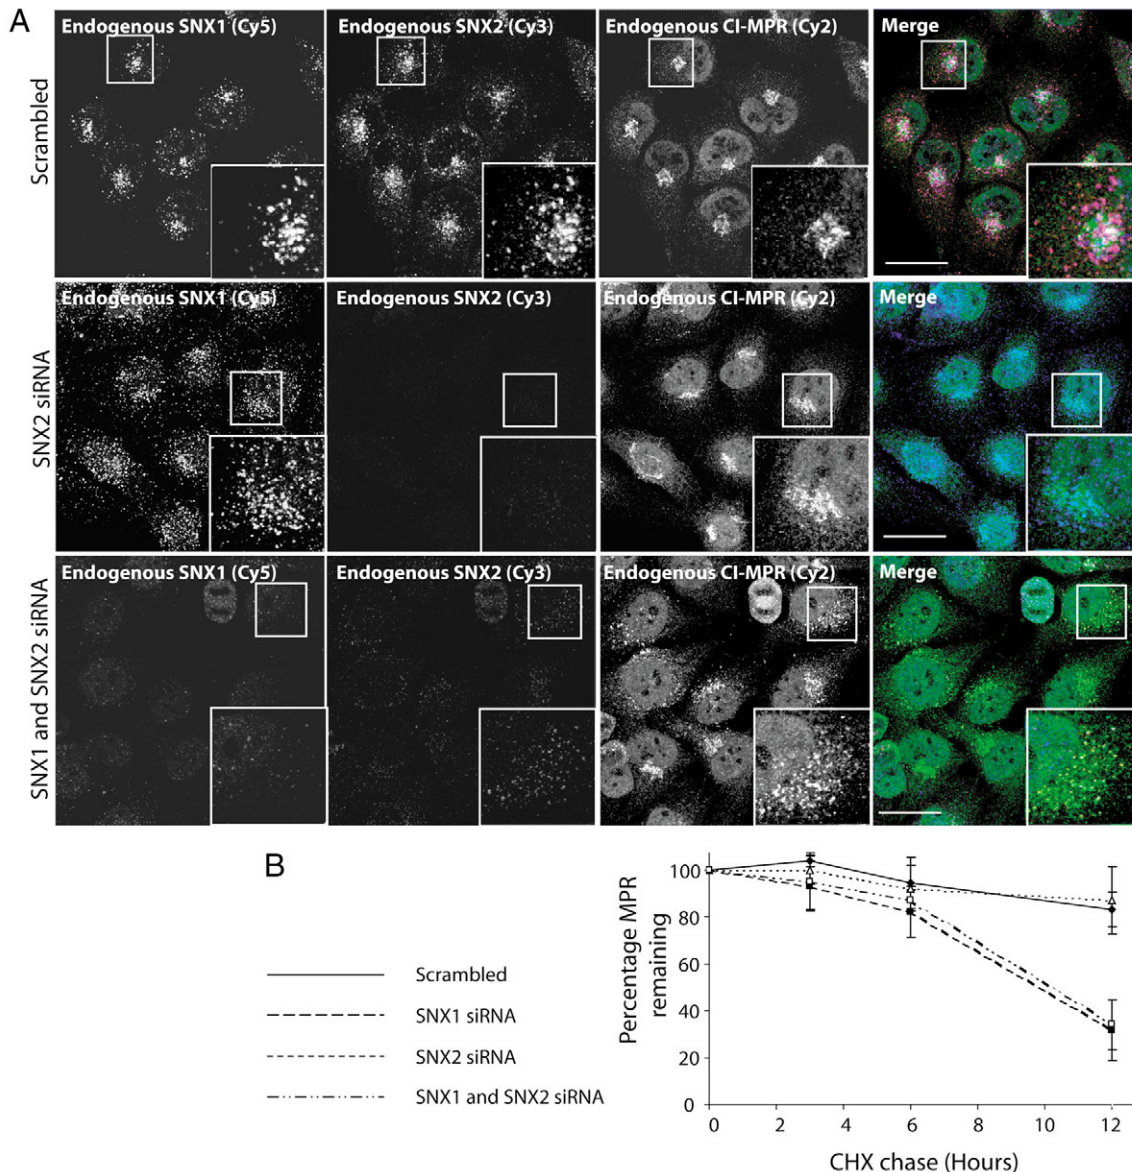 A
Endogenous SNX1 (Cy5) Endogenous SNX2 (Cy3) Endogenous CI-MPR (Cy2) Merge
Scrambled
Endogenous SNX1 (Cy5) Endogenous SNX2 (Cy3) Endogenous CI-MPR (Cy2) Merge
SNX2 siRNA
Endogenous SNX1 (Cy5) Endogenous SNX2 (Cy3) Endogenous CI-MPR (Cy2) Merge
SNX1 and SNX2 siRNA
B
Scrambled
SNX1 siRNA
SNX2 siRNA
SNX1 and SNX2 siRNA
Percentage MPR
remaining
100
80
60
40
20
0
0 2 4 6 8 10 12
CHX chase (Hours)